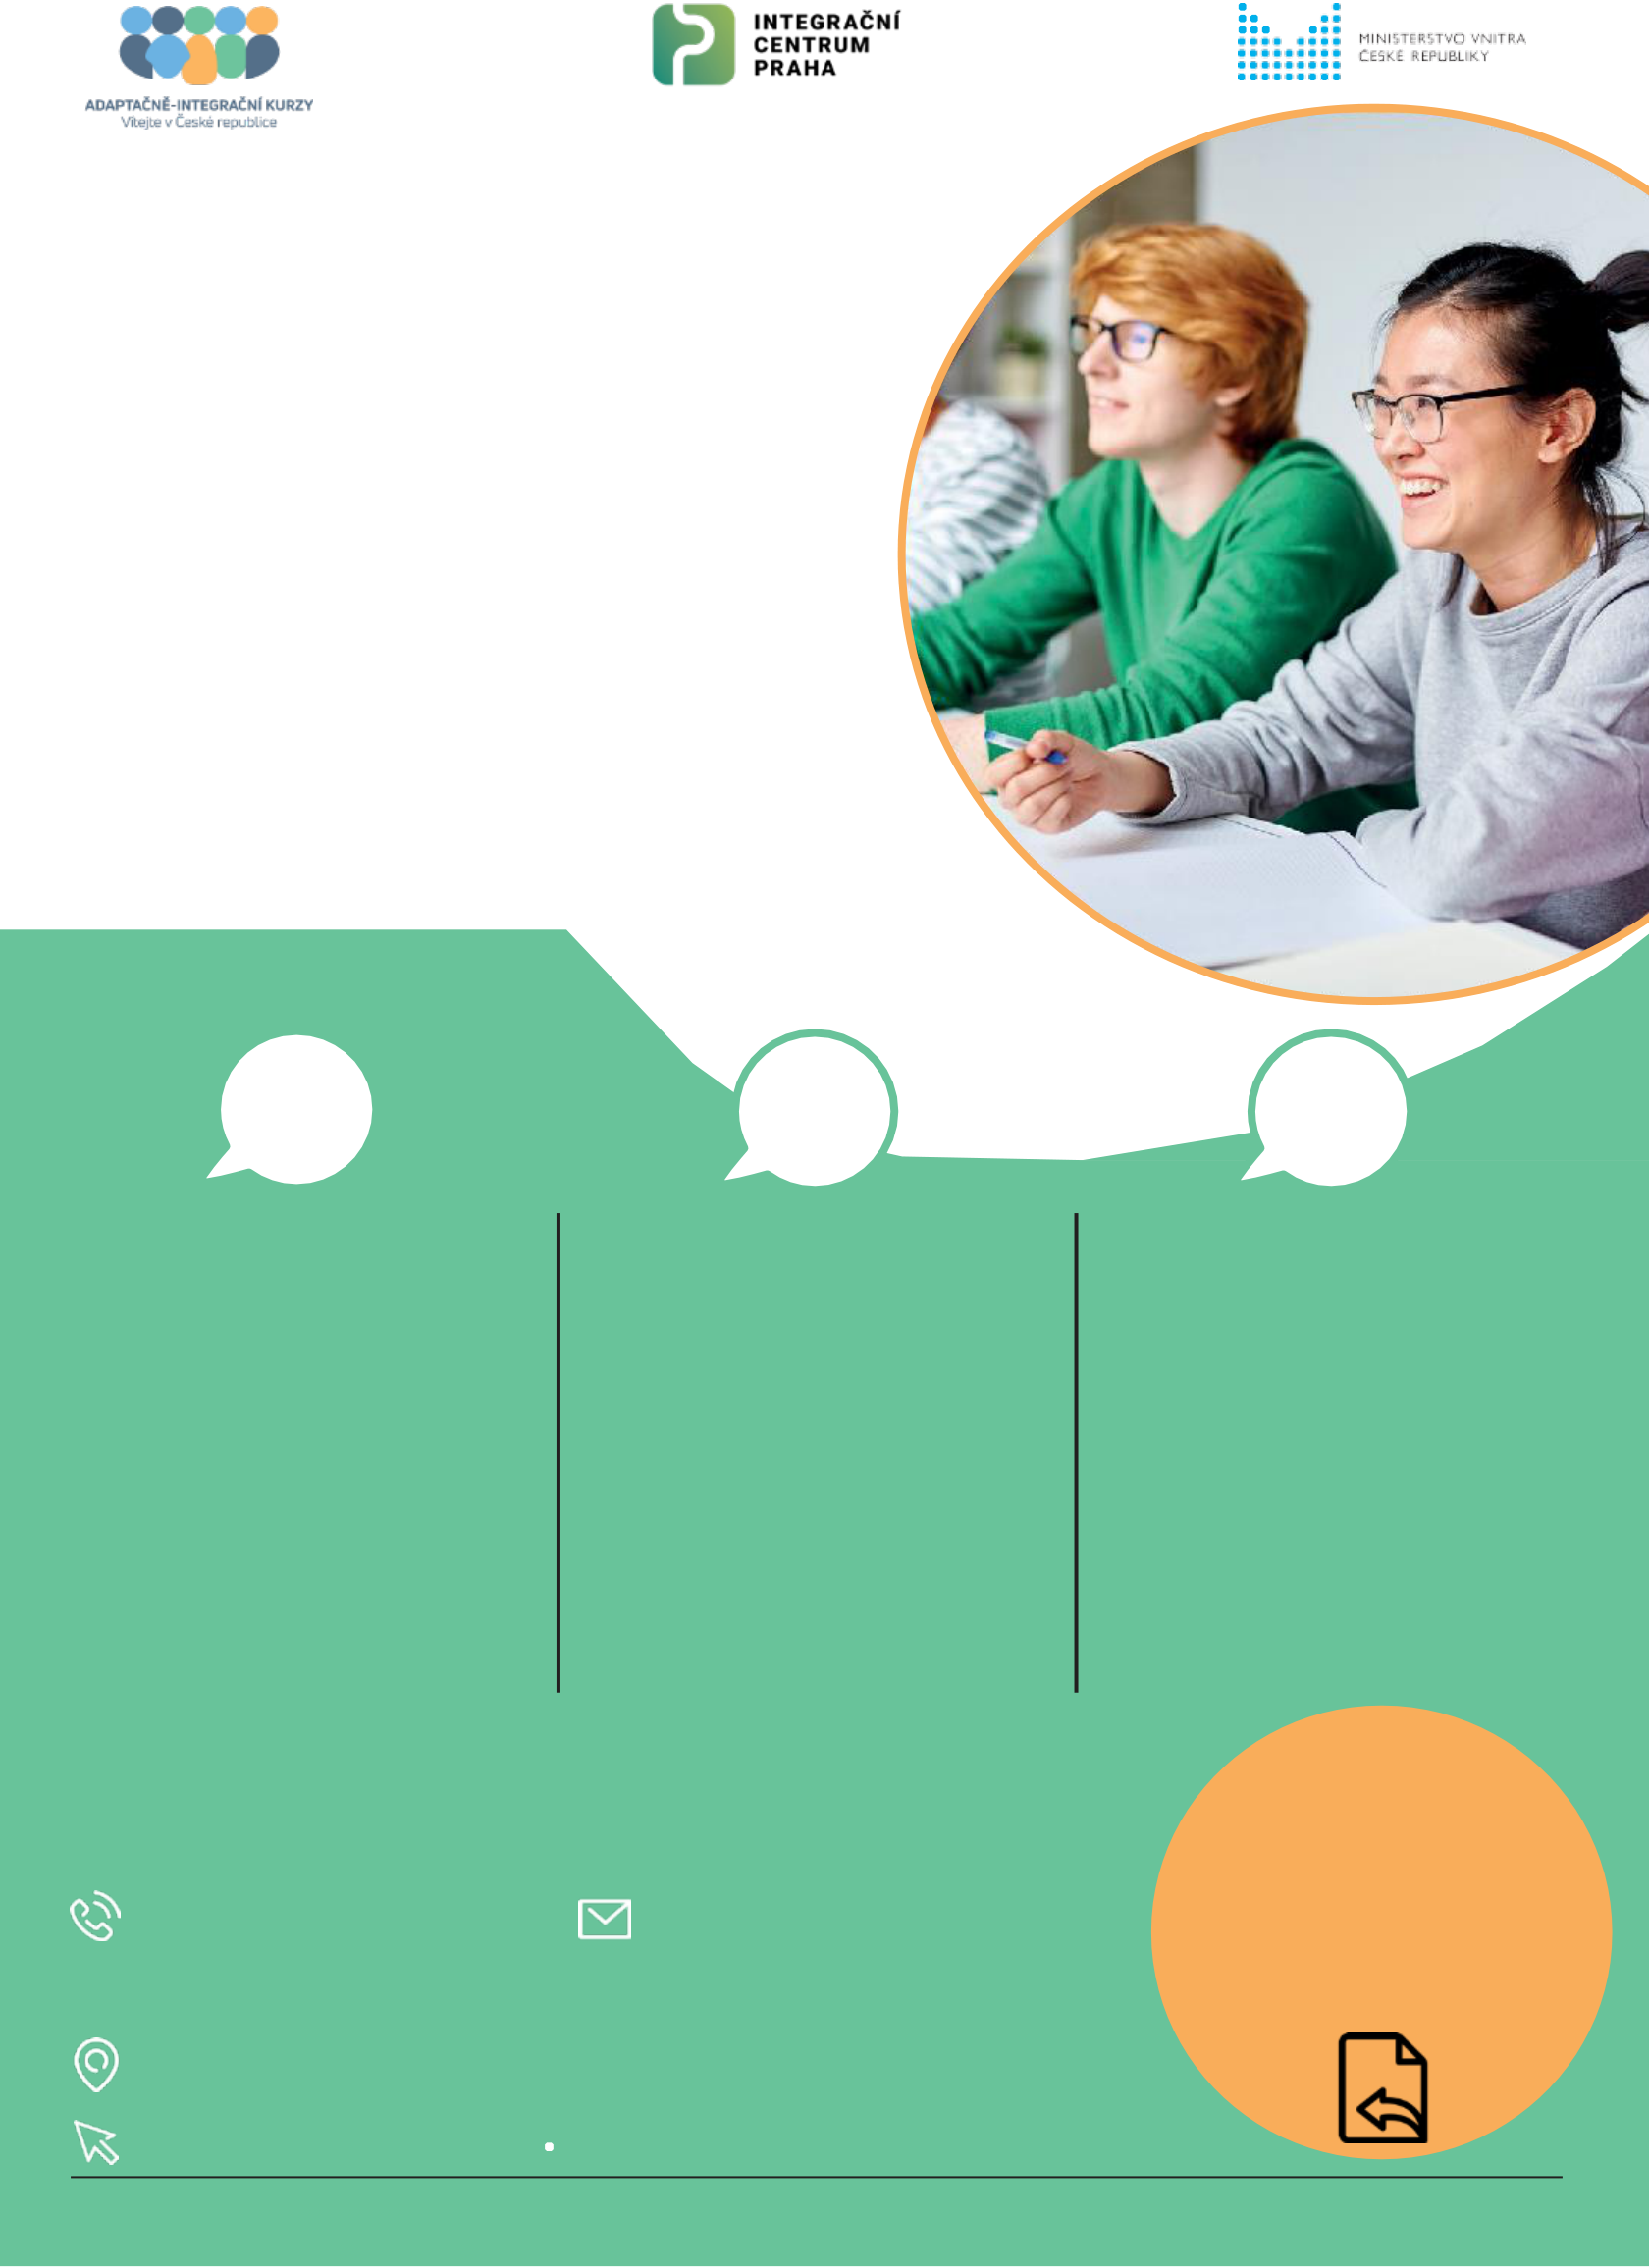 ADAPTAČNĚ-INTEGRAČNÍ KURZY
Vítejte v České republice
INTEGRAČNÍ
CENTRUM
PRAHA
MINISTERSTVO VNITRA
ČESKÉ REPUBLIKY